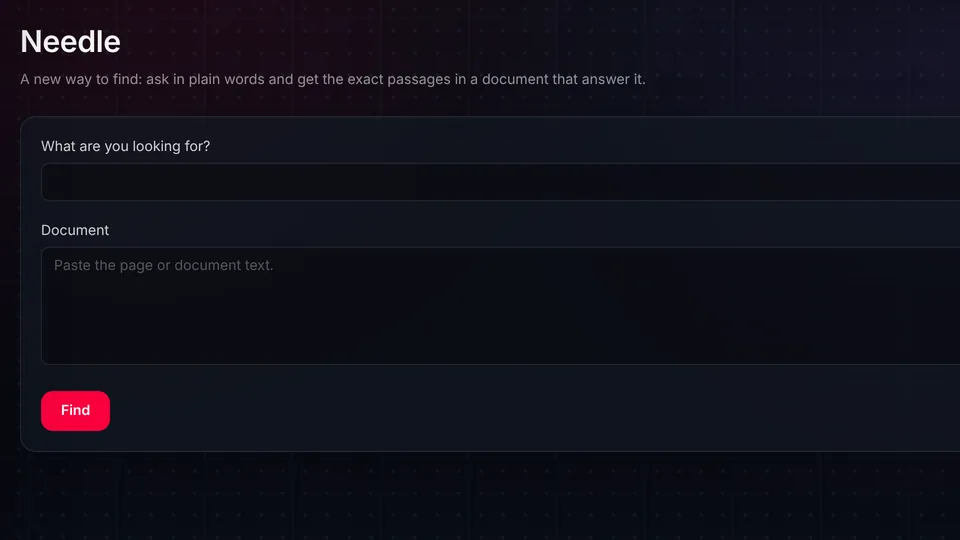 Needle
A new way to find: ask in plain words and get the exact passages in a document that answer it.
What are you looking for?
Document
Paste the page or document text.
Find